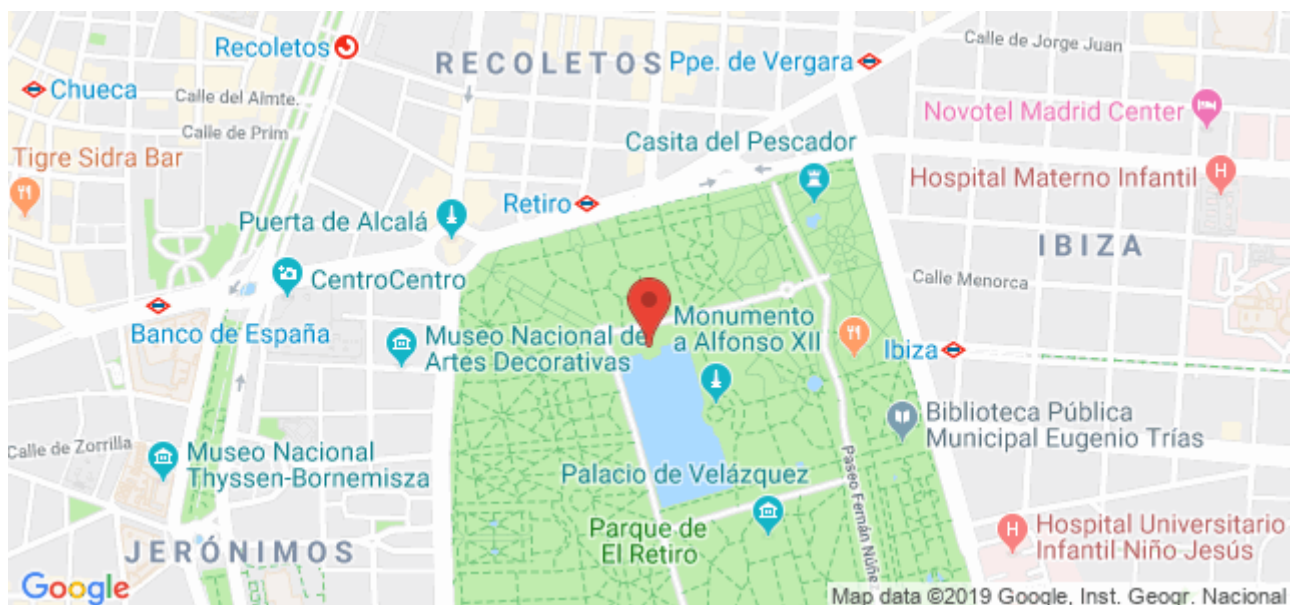 Recoletos
RECOLETOS
Ppe. de Vergara
Calle de Jorge Juan
Chueca
Calle del Almte.
Calle de Prim
Novotel Madrid Center
Tigre Sidra Bar
Casita del Pescador
Hospital Materno Infantil
Retiro
Puerta de Alcalá
IBIZA
CentroCentro
Calle Menorca
Banco de España
Museo Nacional de
Artes Decorativas
Monumento
a Alfonso XII
Ibiza
Biblioteca Pública
Municipal Eugenio Trías
Calle de Zorrilla
Museo Nacional
Thyssen-Bornemisza
Palacio de Velázquez
Paseo Fernán Núñez
Parque de
El Retiro
Hospital Universitario
Infantil Niño Jesús
JERÓNIMOS
Google
Map data ©2019 Google, Inst. Geogr. Nacional